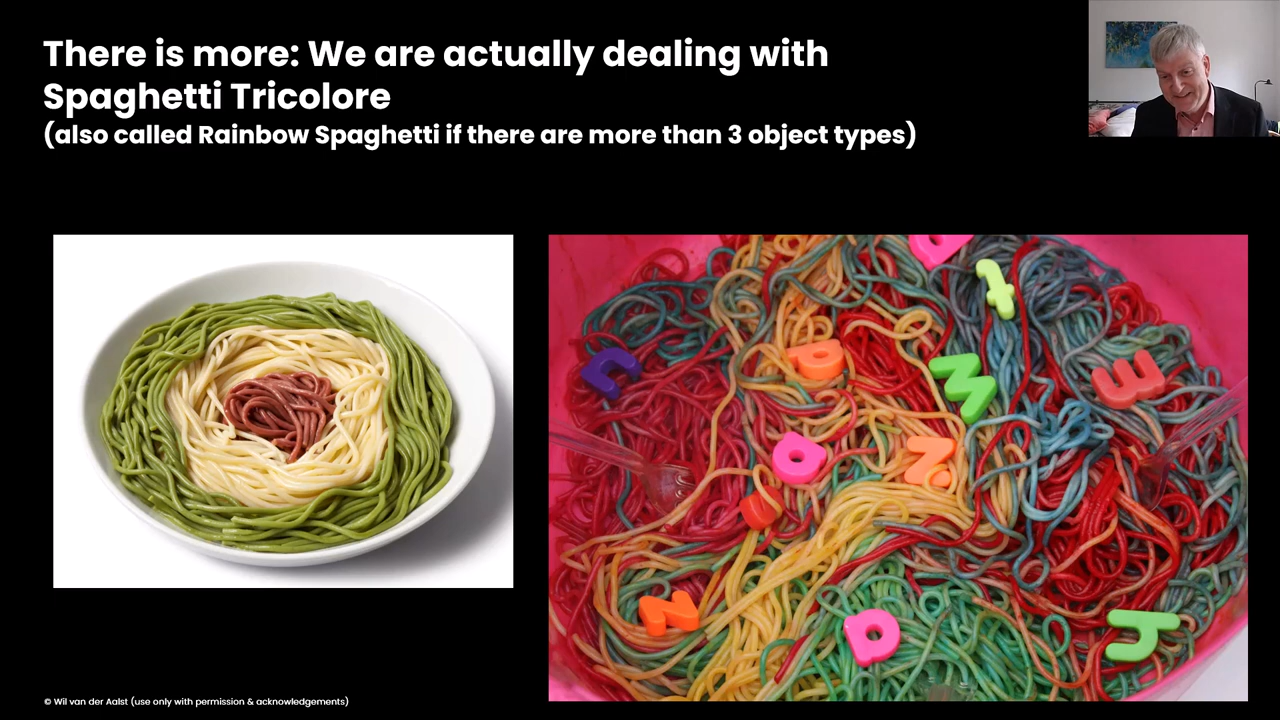 There is more: We are actually dealing with
Spaghetti Tricolore
(also called Rainbow Spaghetti if there are more than 3 object types)
© Wil van der Aalst (use only with permission & acknowledgements)